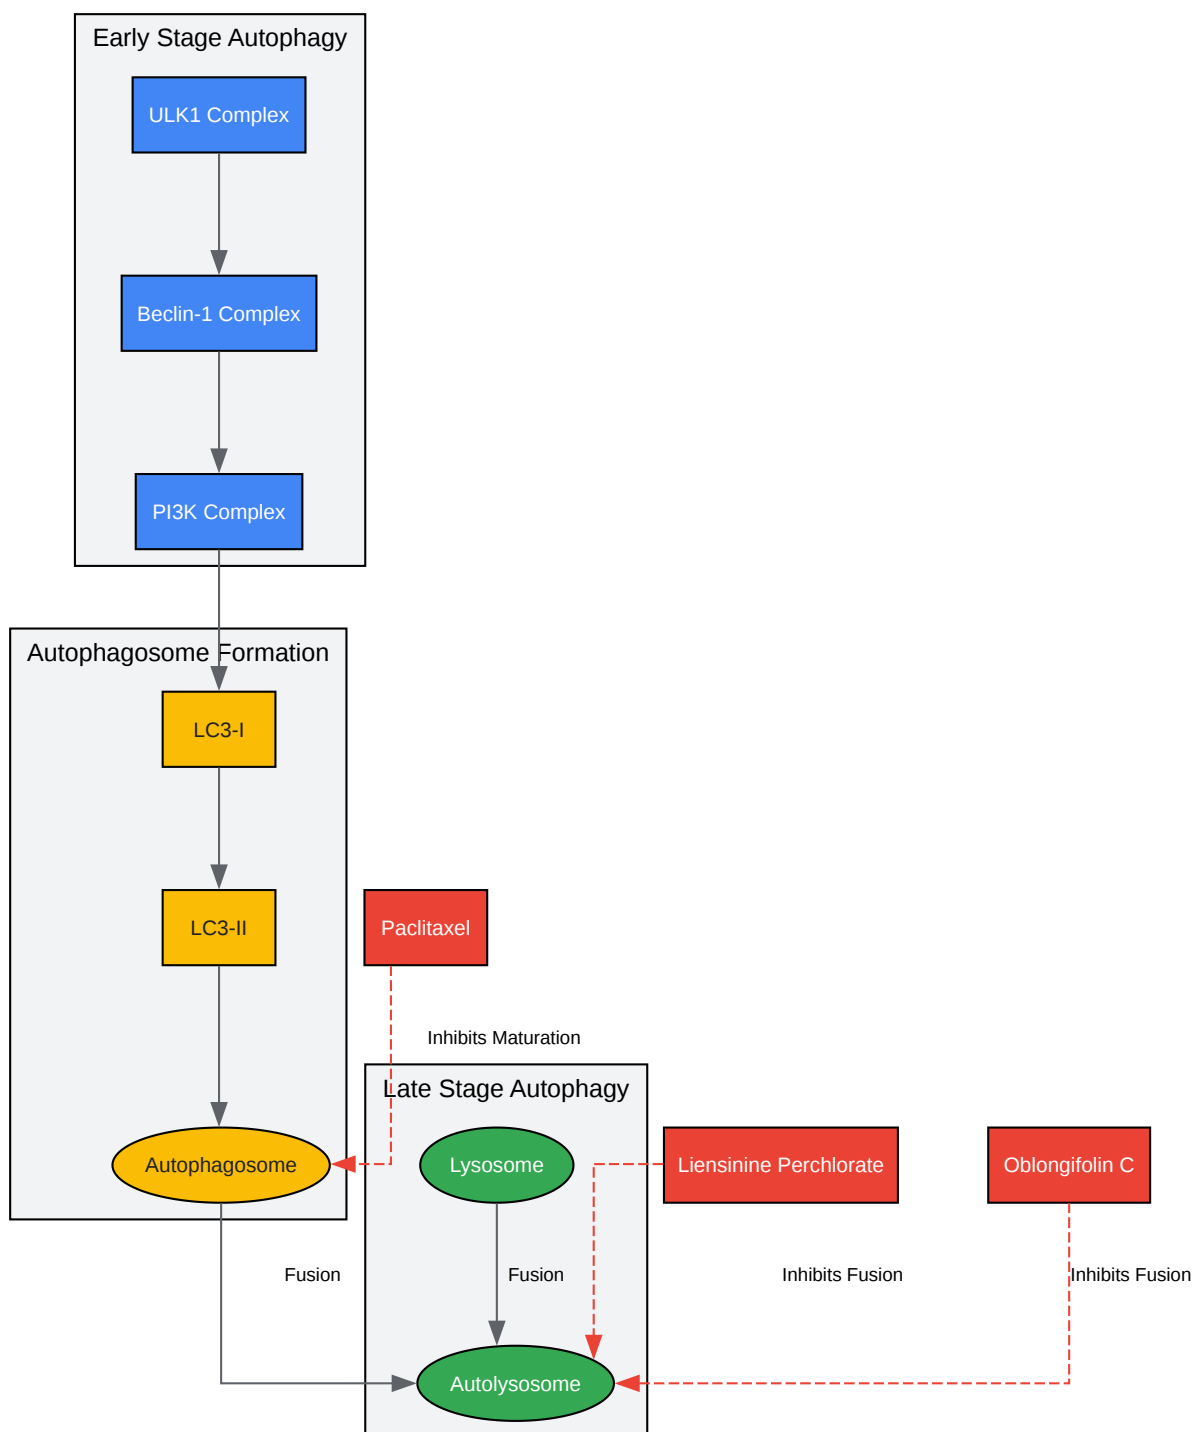 Early Stage Autophagy
ULK1 Complex
Beclin-1 Complex
PI3K Complex
Autophagosome Formation
LC3-I
LC3-II
Paclitaxel
Inhibits Maturation
Late Stage Autophagy
Autophagosome
Lysosome
Liensinine Perchlorate
Oblongifolin C
Fusion
Fusion
Inhibits Fusion
Inhibits Fusion
Autolysosome